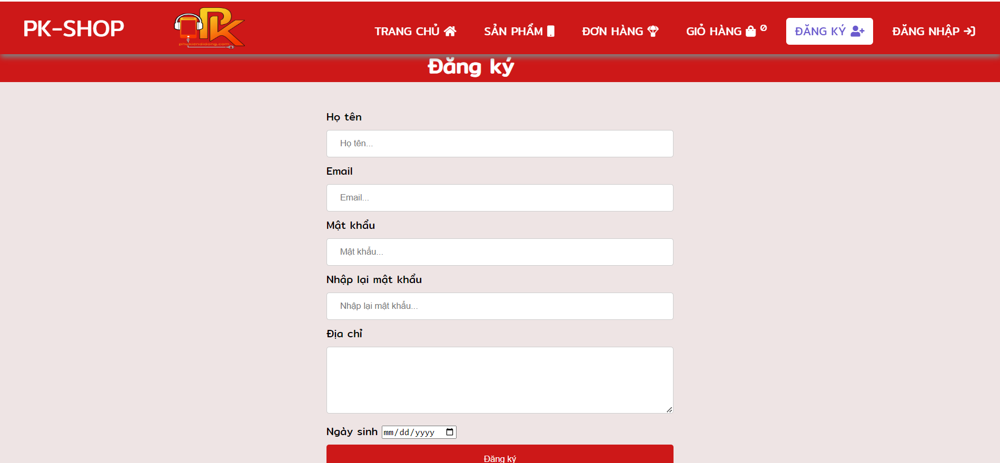 PK-SHOP
PK
phukiendidong.com
TRANG CHỦ
SẢN PHẨM
ĐƠN HÀNG
GIỎ HÀNG 0
ĐĂNG KÝ
ĐĂNG NHẬP
Đăng ký
Họ tên
Họ tên...
Email
Email...
Mật khẩu
Mật khẩu...
Nhập lại mật khẩu
Nhập lại mật khẩu...
Địa chỉ
Ngày sinh mm/dd/yyyy
Đăng ký